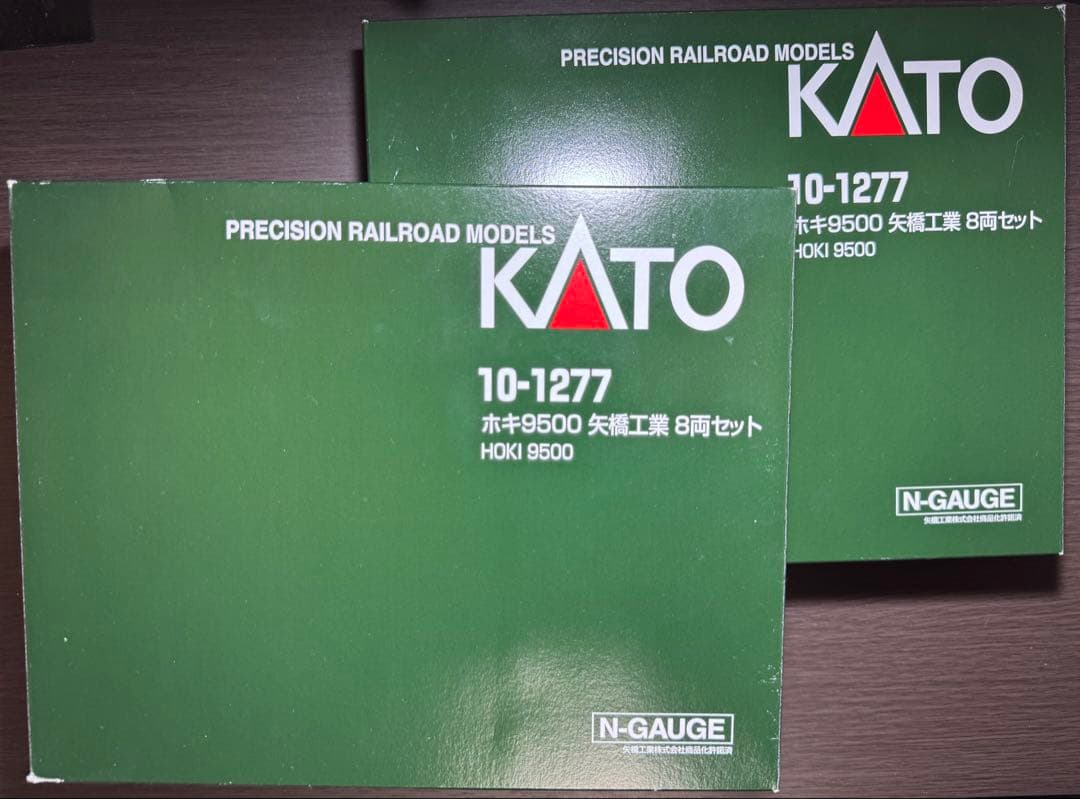 PRECISION RAILROAD MODELS
KATO
10-1277
ホキ9500 矢橋工業 8両セット
HOKI 9500
N-GAUGE
矢橋工業株式会社商品化許諾済
PRECISION RAILROAD MODELS
KATO
10-1277
ホキ9500 矢橋工業 8両セット
HOKI 9500
N-GAUGE
矢橋工業株式会社商品化許諾済